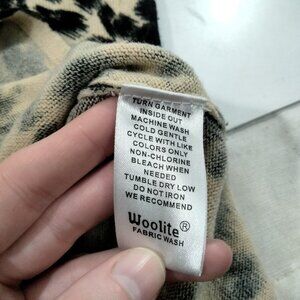 TURN GARMENT
INSIDE OUT
MACHINE WASH
COLD GENTLE
CYCLE WITH LIKE
COLORS ONLY
NON-CHLORINE
BLEACH WHEN
NEEDED
TUMBLE DRY LOW
DO NOT IRON
WE RECOMMEND
Woolite®
FABRIC WASH